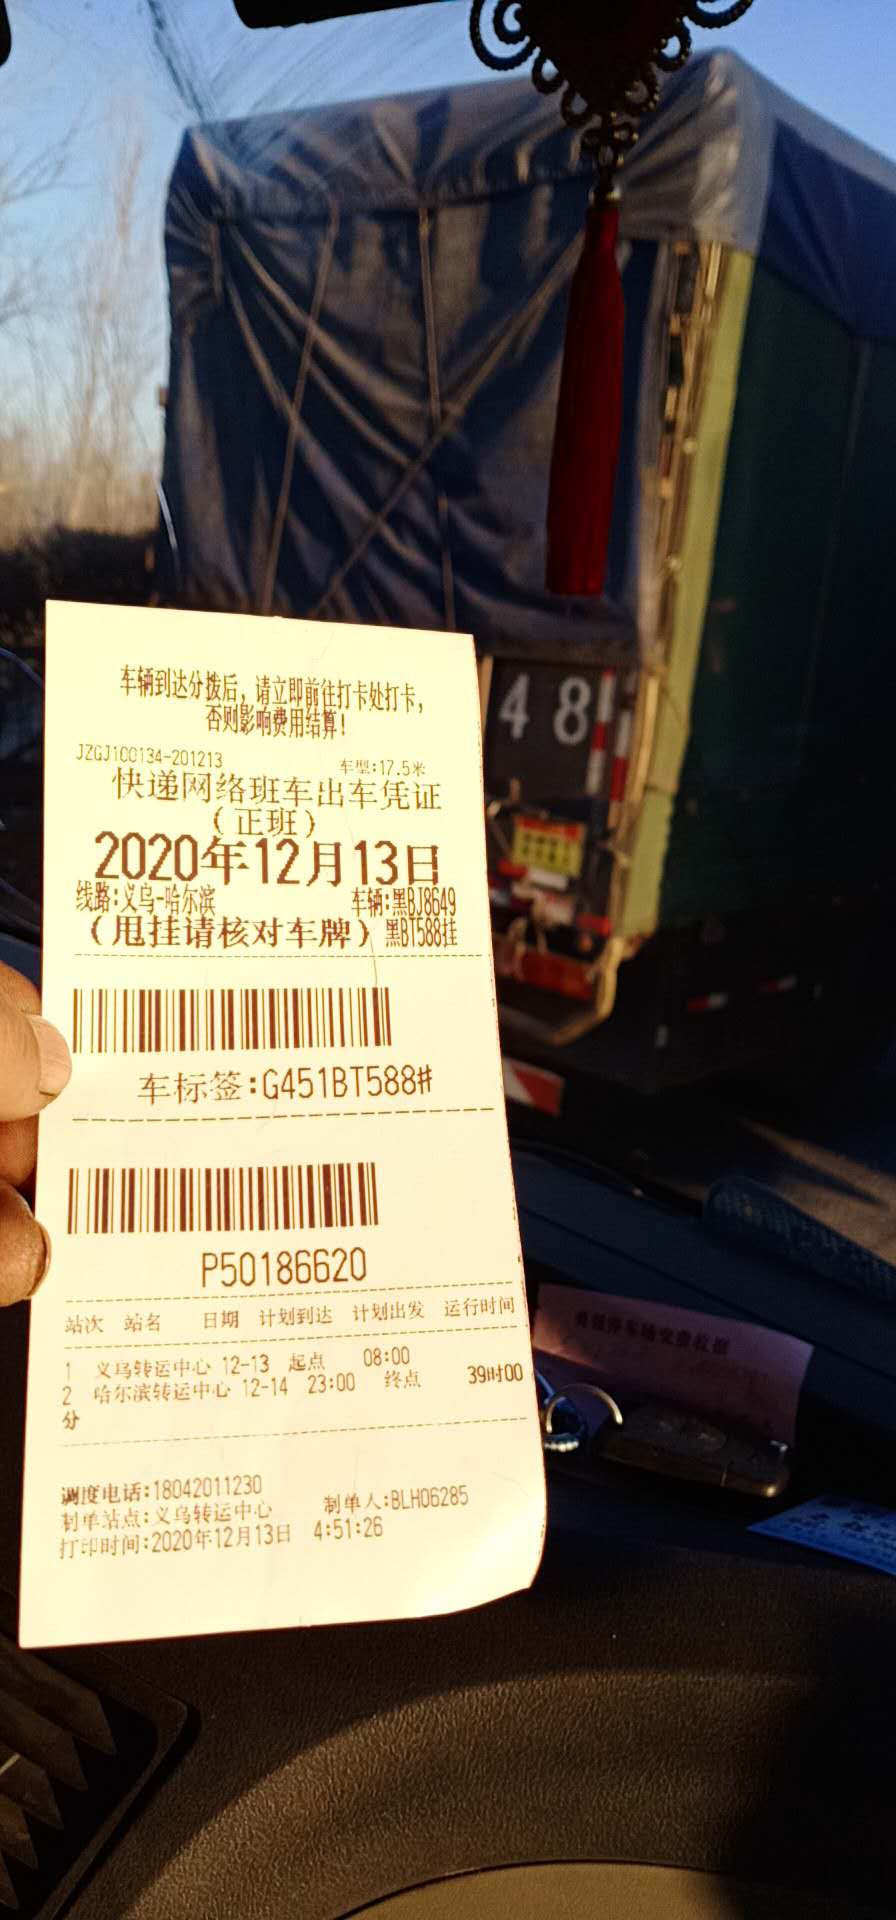 48
车辆到达分拨后，请立即前往打卡处打卡，
否则影响费用结算！
JZGJ100134-201213 车型:17.5米
快递网络班车出车凭证
（正班）
2020年12月13日
线路:义乌-哈尔滨 车辆:黑BJ8649
（甩挂请核对车牌） 黑BT588挂
车标签:G451BT588#
P50186620
站次 站名 日期 计划到达 计划出发 运行时间
1 义乌转运中心 12-13 起点 08:00
2 哈尔滨转运中心 12-14 23:00 终点 39时00
分
调度电话:18042011230
制单站点:义乌转运中心 制单人:BLH06285
打印时间:2020年12月13日 4:51:26